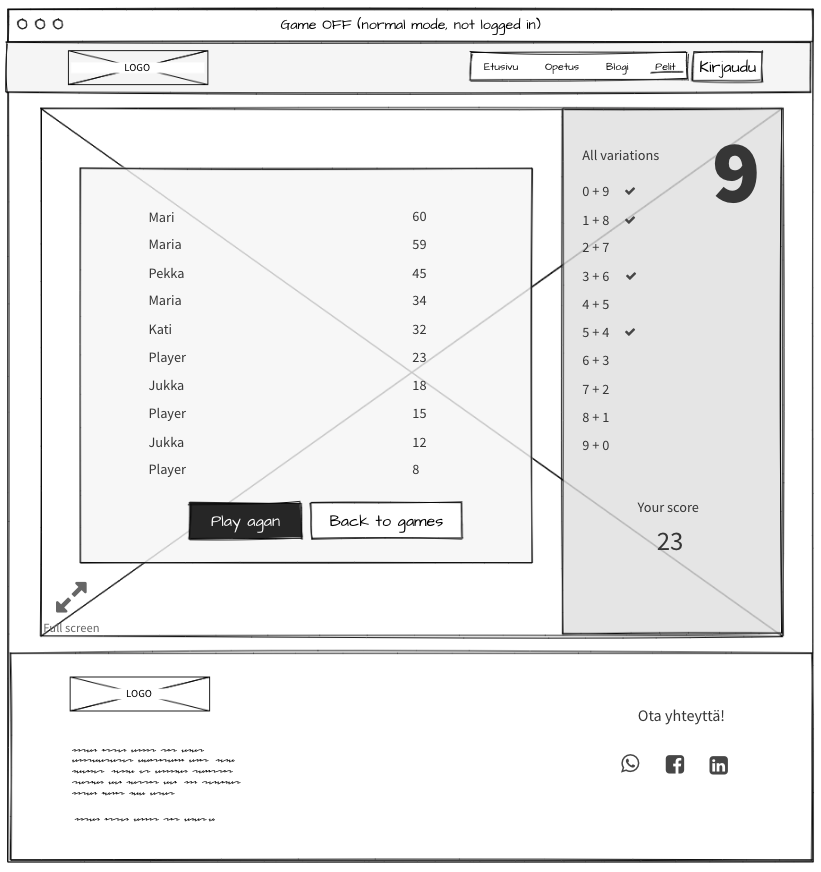 Game OFF (normal mode, not logged in)
LOGO
Etusivu Opetus Blogi Pelit Kirjaudu
All variations
9
0 + 9
1 + 8
2 + 7
3 + 6
4 + 5
5 + 4
6 + 3
7 + 2
8 + 1
9 + 0
Mari 60
Maria 59
Pekka 45
Maria 34
Kati 32
Player 23
Jukka 18
Player 15
Jukka 12
Player 8
Play agan Back to games
Your score
23
Full screen
LOGO
Ota yhteyttä!
in